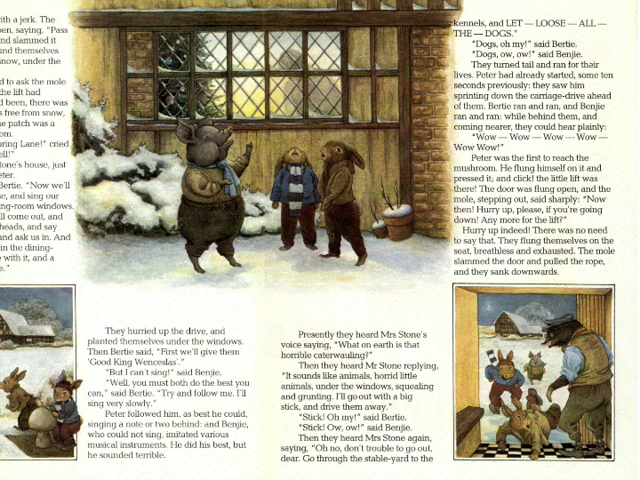 with a jerk. The
pen, saying, "Pass
and slammed it
und themselves
snow, under the
d to ask the mole
the lift had
d been, there was
s free from snow,
he patch was a
om.
oring Lane!" cried
ell!"
tone's house, just
eter.
Bertie. "Now we'll
se, and sing our
ng-room windows.
ll come out, and
heads, and say
and ask us in. And
in the dining-
e with it, and a
e."
They hurried up the drive, and
planted themselves under the windows.
Then Bertie said, "First we'll give them
'Good King Wenceslas'."
"But I can't sing!" said Benjie.
"Well, you must both do the best you
can," said Bertie. "Try and follow me. I'll
sing very slowly."
Peter followed him, as best he could,
singing a note or two behind: and Benjie,
who could not sing, imitated various
musical instruments. He did his best, but
he sounded terrible.
Presently they heard Mrs Stone's
voice saying, "What on earth is that
horrible caterwauling?"
Then they heard Mr Stone replying,
"It sounds like animals, horrid little
animals, under the windows, squealing
and grunting. I'll go out with a big
stick, and drive them away."
"Stick! Oh my!" said Bertie.
"Stick! Ow, ow!" said Benjie.
Then they heard Mrs Stone again,
saying, "Oh no, don't trouble to go out,
dear. Go through the stable-yard to the
kennels, and LET — LOOSE — ALL —
THE — DOGS."
"Dogs, oh my!" said Bertie.
"Dogs, ow, ow!" said Benjie.
They turned tail and ran for their
lives. Peter had already started, some ten
seconds previously: they saw him
sprinting down the carriage-drive ahead
of them. Bertie ran and ran, and Benjie
ran and ran: while behind them, and
coming nearer, they could hear plainly:
"Wow — Wow — Wow — Wow —
Wow Wow!"
Peter was the first to reach the
mushroom. He flung himself on it and
pressed it; and click! the little lift was
there! The door was flung open, and the
mole, stepping out, said sharply: "Now
then! Hurry up, please, if you're going
down! Any more for the lift?"
Hurry up indeed! There was no need
to say that. They flung themselves on the
seat, breathless and exhausted. The mole
slammed the door and pulled the rope,
and they sank downwards.